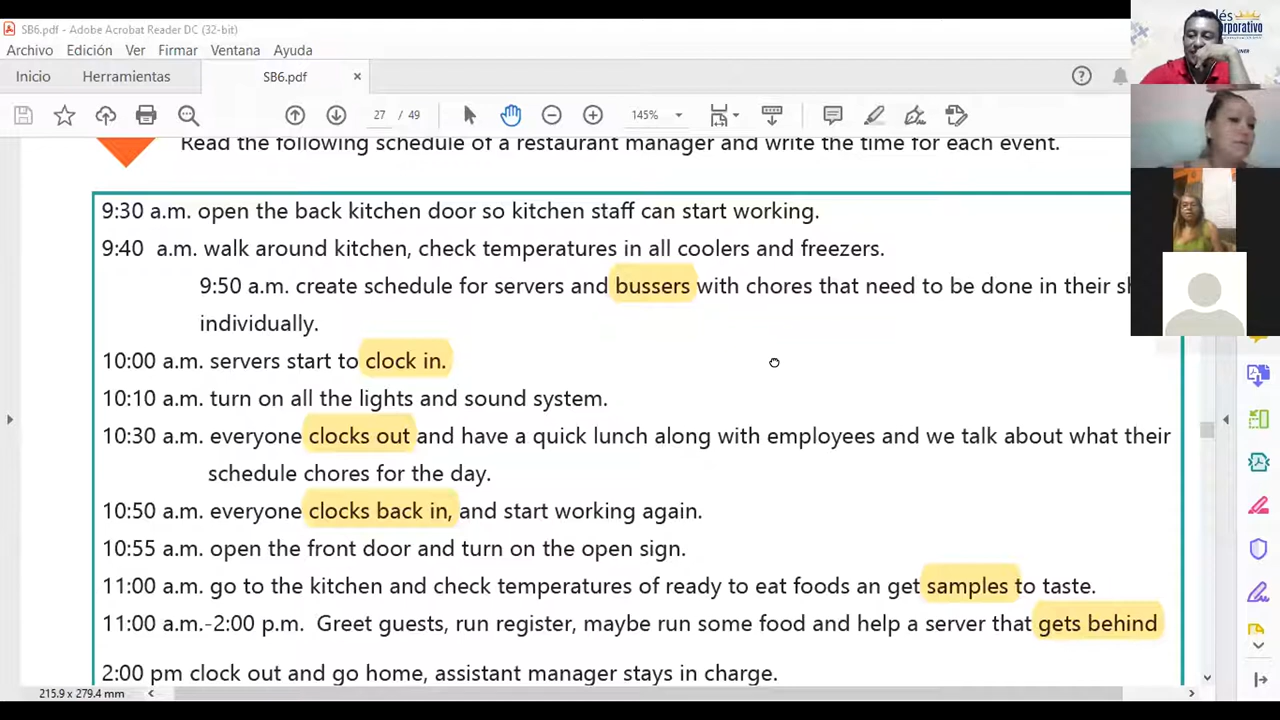 SB6.pdf - Adobe Acrobat Reader DC (32-bit)
Archivo Edición Ver Firmar Ventana Ayuda
Inicio Herramientas SB6.pdf ×
27 / 49 145%
Read the following schedule of a restaurant manager and write the time for each event.
9:30 a.m. open the back kitchen door so kitchen staff can start working.
9:40 a.m. walk around kitchen, check temperatures in all coolers and freezers.
9:50 a.m. create schedule for servers and bussers with chores that need to be done in their
individually.
10:00 a.m. servers start to clock in.
10:10 a.m. turn on all the lights and sound system.
10:30 a.m. everyone clocks out and have a quick lunch along with employees and we talk about what their
schedule chores for the day.
10:50 a.m. everyone clocks back in, and start working again.
10:55 a.m. open the front door and turn on the open sign.
11:00 a.m. go to the kitchen and check temperatures of ready to eat foods an get samples to taste.
11:00 a.m.-2:00 p.m. Greet guests, run register, maybe run some food and help a server that gets behind
2:00 pm clock out and go home, assistant manager stays in charge.
215.9 x 279.4 mm